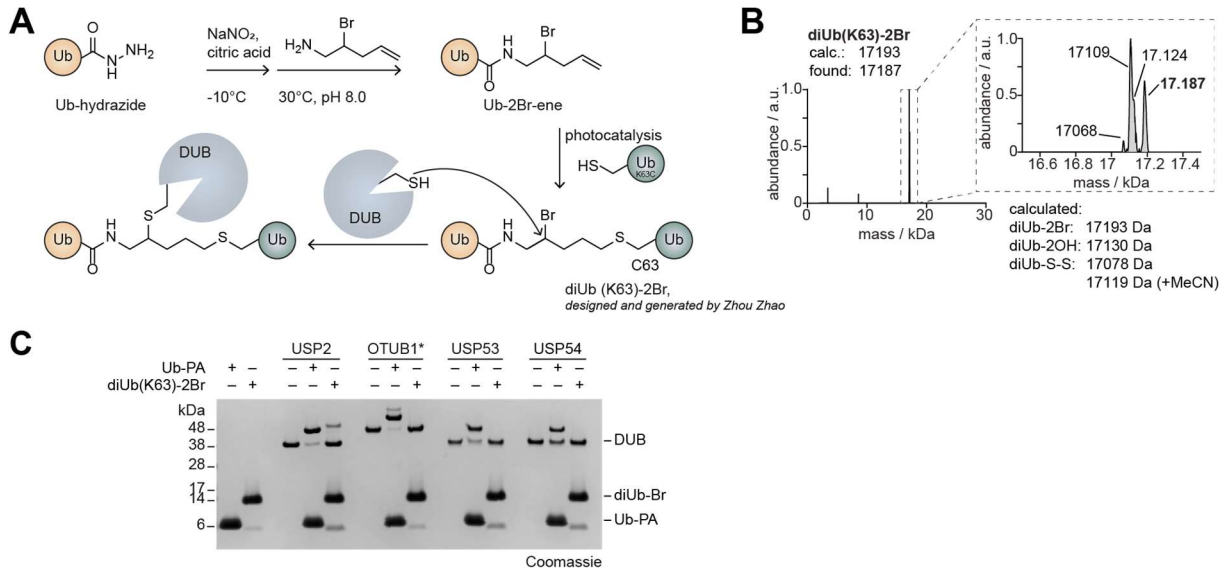 A
Ub
O
N
H
NH₂
Ub-hydrazide
NaNO₂,
citric acid
-10°C
Br
H₂N
30°C, pH 8.0
Ub
H
N
O
Br
Ub-2Br-ene
photocatalysis
HS
Ub
K63C
DUB
S
Ub
H
N
O
S
Ub
DUB
SH
Ub
H
N
O
Br
S
Ub
C63
diUb (K63)-2Br,
designed and generated by Zhou Zhao
B
diUb(K63)-2Br
calc.: 17193
found: 17187
abundance / a.u.
1.0
0.5
0
0 10 20 30
mass / kDa
abundance / a.u.
1.0
0.5
0
17109
17.124
17.187
17068
16.6 16.8 17 17.2 17.4
mass / kDa
calculated:
diUb-2Br: 17193 Da
diUb-2OH: 17130 Da
diUb-S-S: 17078 Da
17119 Da (+MeCN)
C
USP2 OTUB1* USP53 USP54
Ub-PA + – – + – – + – – + – – + –
diUb(K63)-2Br – + – – + – – + – – + – – +
kDa
48
38
28
17
14
6
DUB
diUb-Br
Ub-PA
Coomassie